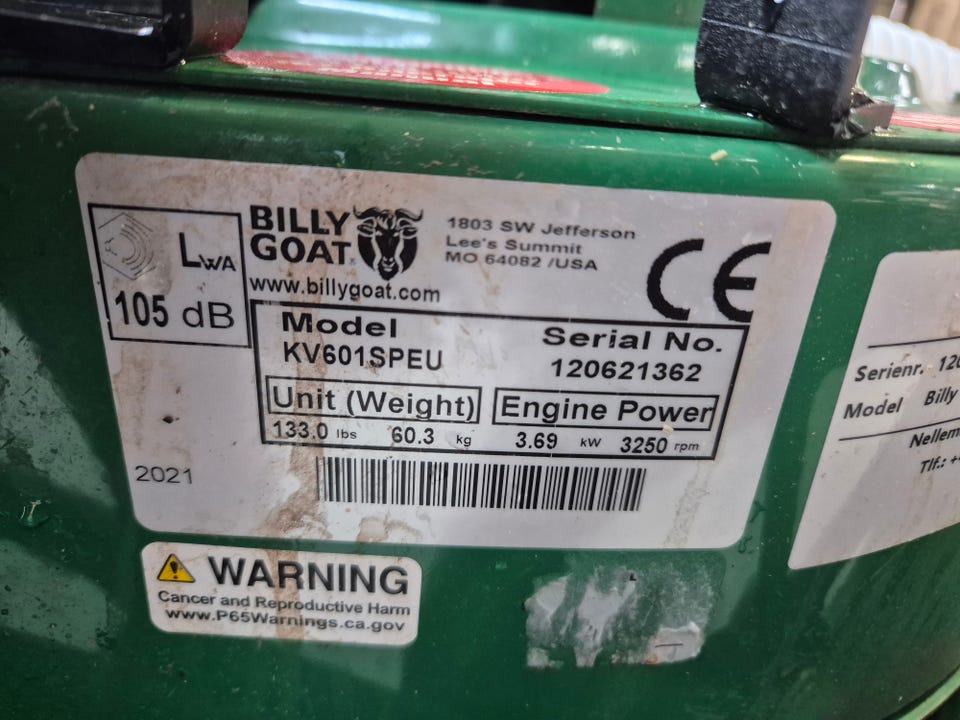 BILLY
GOAT
1803 SW Jefferson
Lee's Summit
MO 64082 /USA
www.billygoat.com
LWA
105 dB
CE
Model
KV601SPEU
Serial No.
120621362
Unit (Weight)
133.0 lbs 60.3 kg
Engine Power
3.69 kW 3250 rpm
2021
WARNING
Cancer and Reproductive Harm
www.P65Warnings.ca.gov
Serienr.
Model Billy
Tlf.: